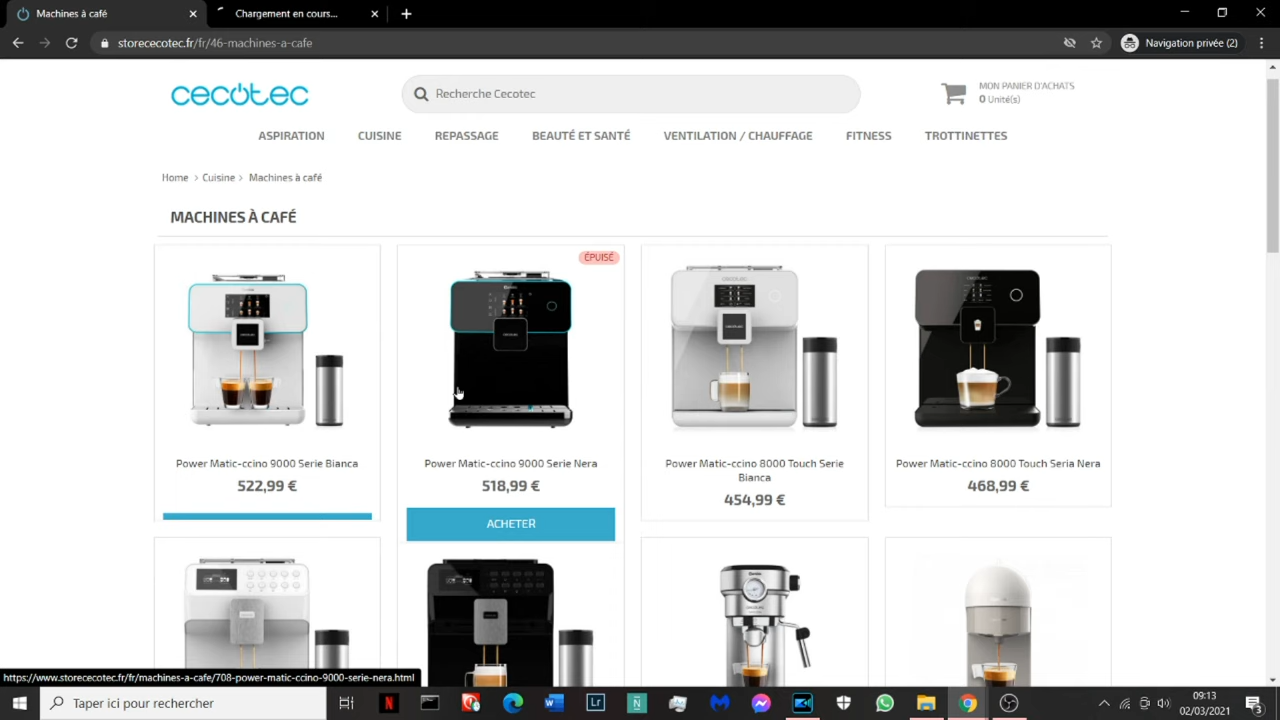 Machines à café
Chargement en cours...
storececotec.fr/fr/46-machines-a-cafe
Navigation privée (2)
cecotec
Recherche Cecotec
MON PANIER D'ACHATS
0 Unité(s)
ASPIRATION CUISINE REPASSAGE BEAUTÉ ET SANTÉ VENTILATION / CHAUFFAGE FITNESS TROTTINETTES
Home > Cuisine > Machines à café
MACHINES À CAFÉ
ÉPUISÉ
Power Matic-ccino 9000 Serie Bianca
522,99 €
Power Matic-ccino 9000 Serie Nera
518,99 €
ACHETER
Power Matic-ccino 8000 Touch Serie
Bianca
454,99 €
Power Matic-ccino 8000 Touch Seria Nera
468,99 €
https://www.storececotec.fr/fr/machines-a-cafe/708-power-matic-ccino-9000-serie-nera.html
Taper ici pour rechercher
09:13
02/03/2021